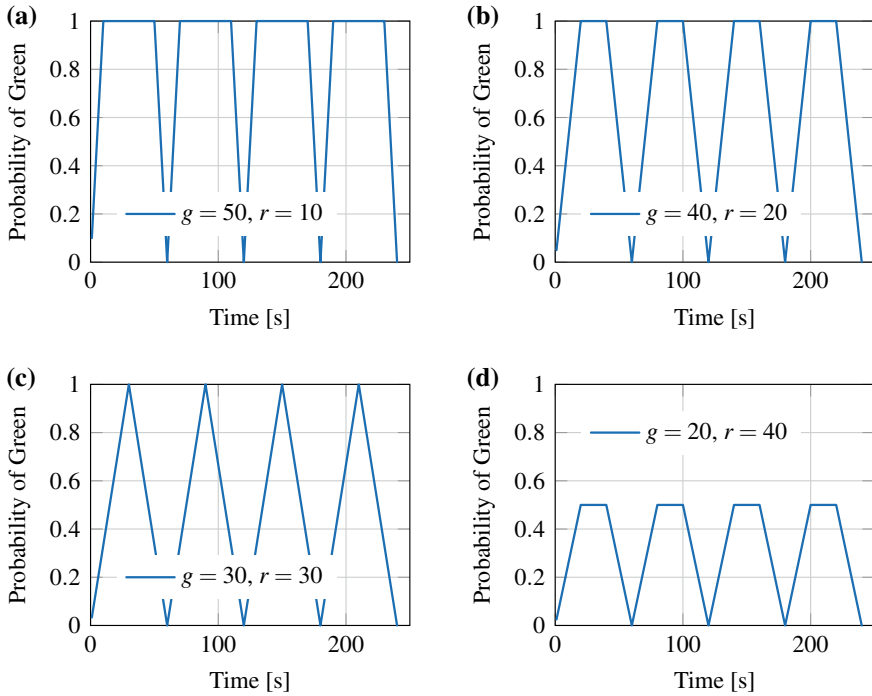 (a)
Probability of Green
1
0.8
0.6
0.4
0.2
0
g = 50, r = 10
0 100 200
Time [s]
(b)
Probability of Green
1
0.8
0.6
0.4
0.2
0
g = 40, r = 20
0 100 200
Time [s]
(c)
Probability of Green
1
0.8
0.6
0.4
0.2
0
g = 30, r = 30
0 100 200
Time [s]
(d)
Probability of Green
1
0.8
0.6
0.4
0.2
0
g = 20, r = 40
0 100 200
Time [s]